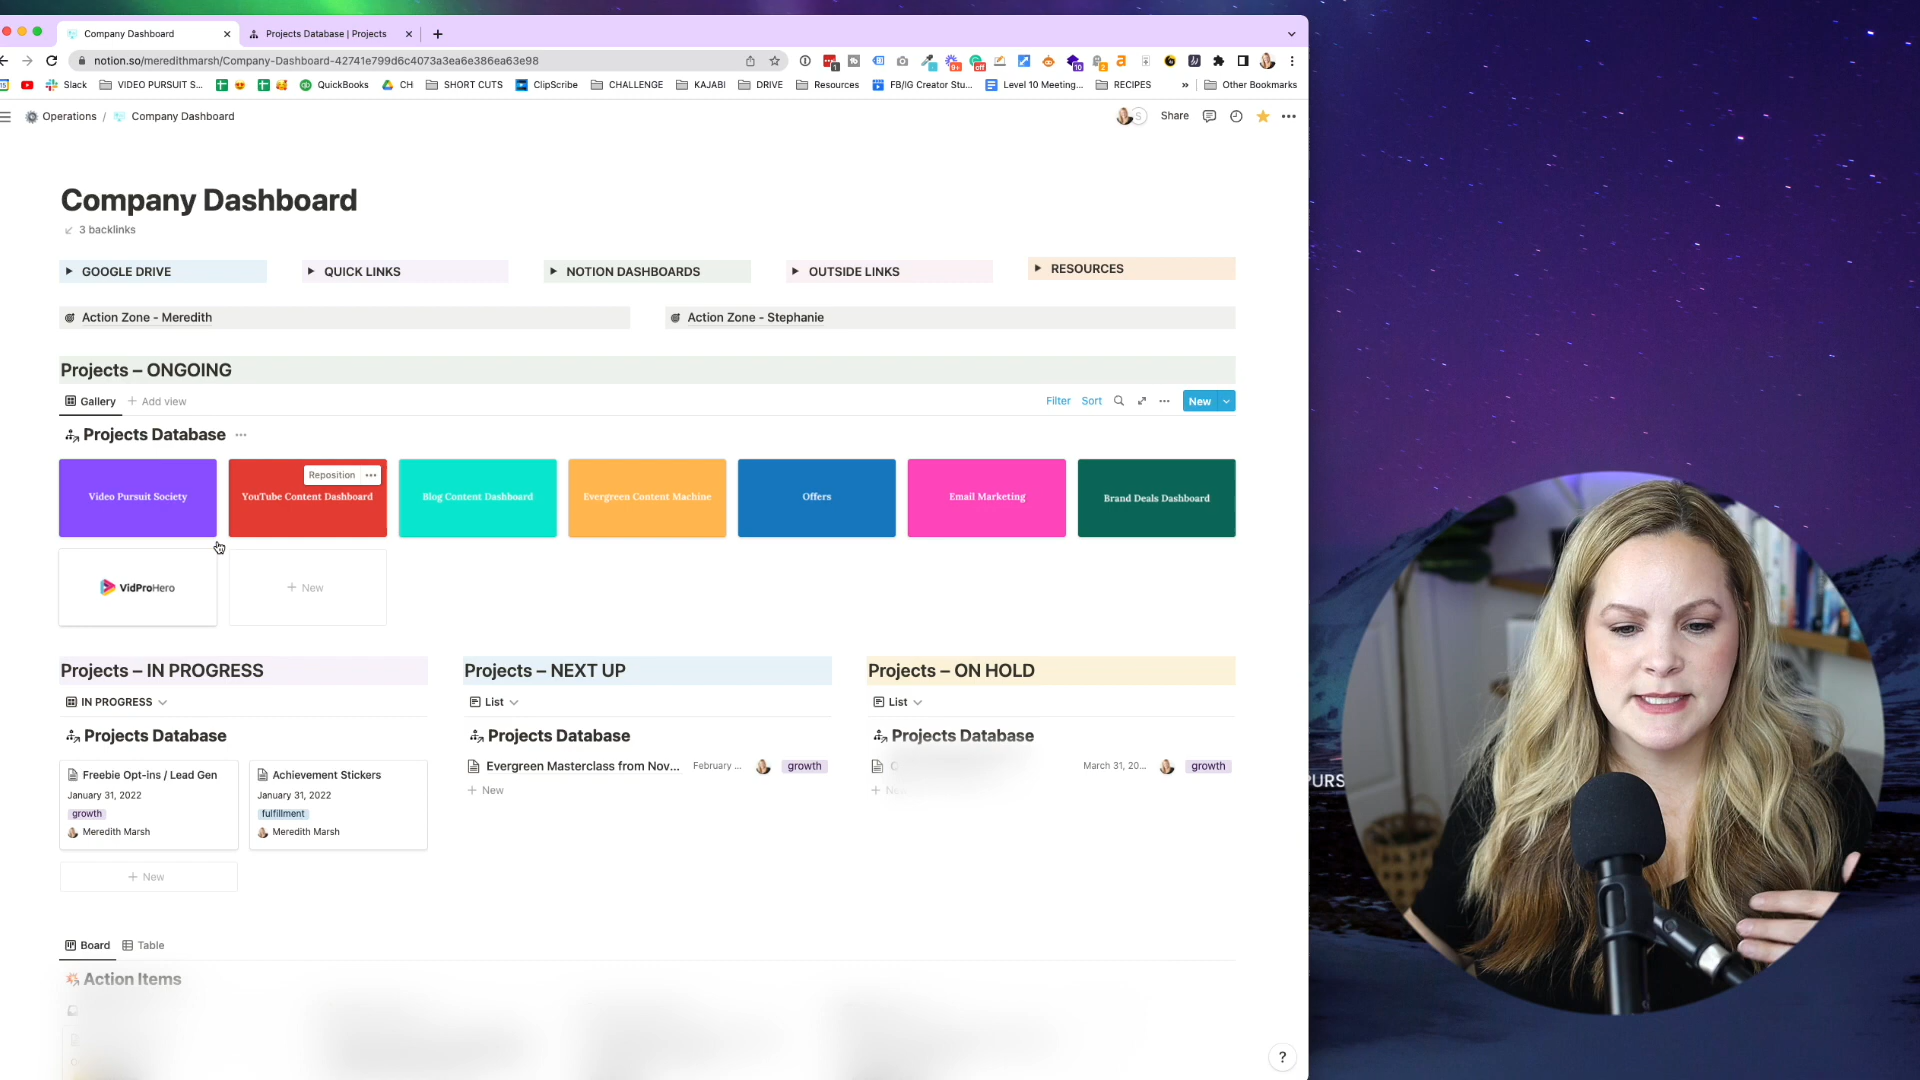 Company Dashboard
Projects Database | Projects
notion.so/meredithmarsh/Company-Dashboard-42741e799d6c4073a3ea6e386ea63e98
Slack
VIDEO PURSUIT S...
QuickBooks
CH
SHORT CUTS
ClipScribe
CHALLENGE
KAJABI
DRIVE
Resources
FB/IG Creator Stu...
Level 10 Meeting...
RECIPES
Other Bookmarks
Operations / Company Dashboard
S
Share
Company Dashboard
3 backlinks
GOOGLE DRIVE
QUICK LINKS
NOTION DASHBOARDS
OUTSIDE LINKS
RESOURCES
Action Zone - Meredith
Action Zone - Stephanie
Projects – ONGOING
Gallery
+ Add view
Filter
Sort
New
Projects Database
Video Pursuit Society
Reposition
YouTube Content Dashboard
Blog Content Dashboard
Evergreen Content Machine
Offers
Email Marketing
Brand Deals Dashboard
VidProHero
+ New
Projects – IN PROGRESS
Projects – NEXT UP
Projects – ON HOLD
IN PROGRESS
List
List
Projects Database
Projects Database
Projects Database
Freebie Opt-ins / Lead Gen
January 31, 2022
growth
Meredith Marsh
Achievement Stickers
January 31, 2022
fulfillment
Meredith Marsh
+ New
Evergreen Masterclass from Nov...
February ...
growth
+ New
March 31, 20...
growth
PURS
Board
Table
Action Items
?